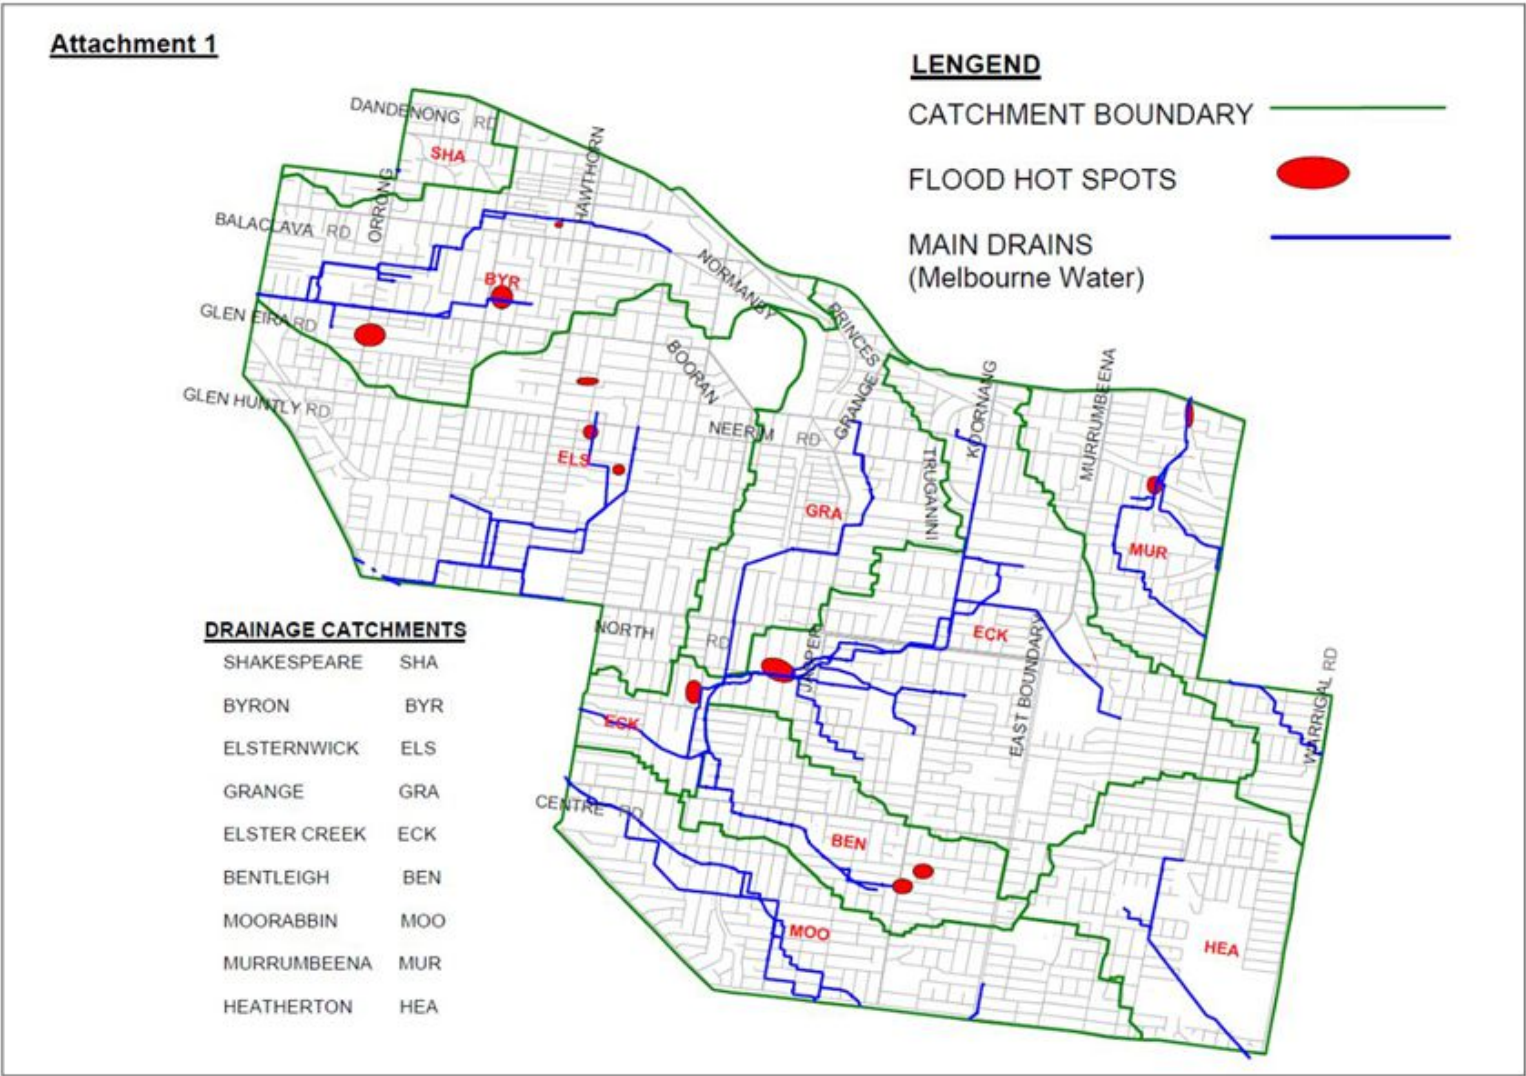 Attachment 1
LENGEND
CATCHMENT BOUNDARY
FLOOD HOT SPOTS
MAIN DRAINS
(Melbourne Water)
DANDENONG RD
SHA
HAWTHORN
ORRONG
BALACLAVA RD
NORMANBY
BYR
GLEN EIRA RD
PRINCES
BOORAN
GRANGE
KOORNANG
MURRUMBEENA
GLEN HUNTLY RD
NEERIM RD
ELS
TRUGANINI
GRA
MUR
NORTH RD
ECK
JASPER
EAST BOUNDARY
WARRIGAL RD
ECK
CENTRE RD
BEN
MOO
HEA
DRAINAGE CATCHMENTS
SHAKESPEARE SHA
BYRON BYR
ELSTERNWICK ELS
GRANGE GRA
ELSTER CREEK ECK
BENTLEIGH BEN
MOORABBIN MOO
MURRUMBEENA MUR
HEATHERTON HEA